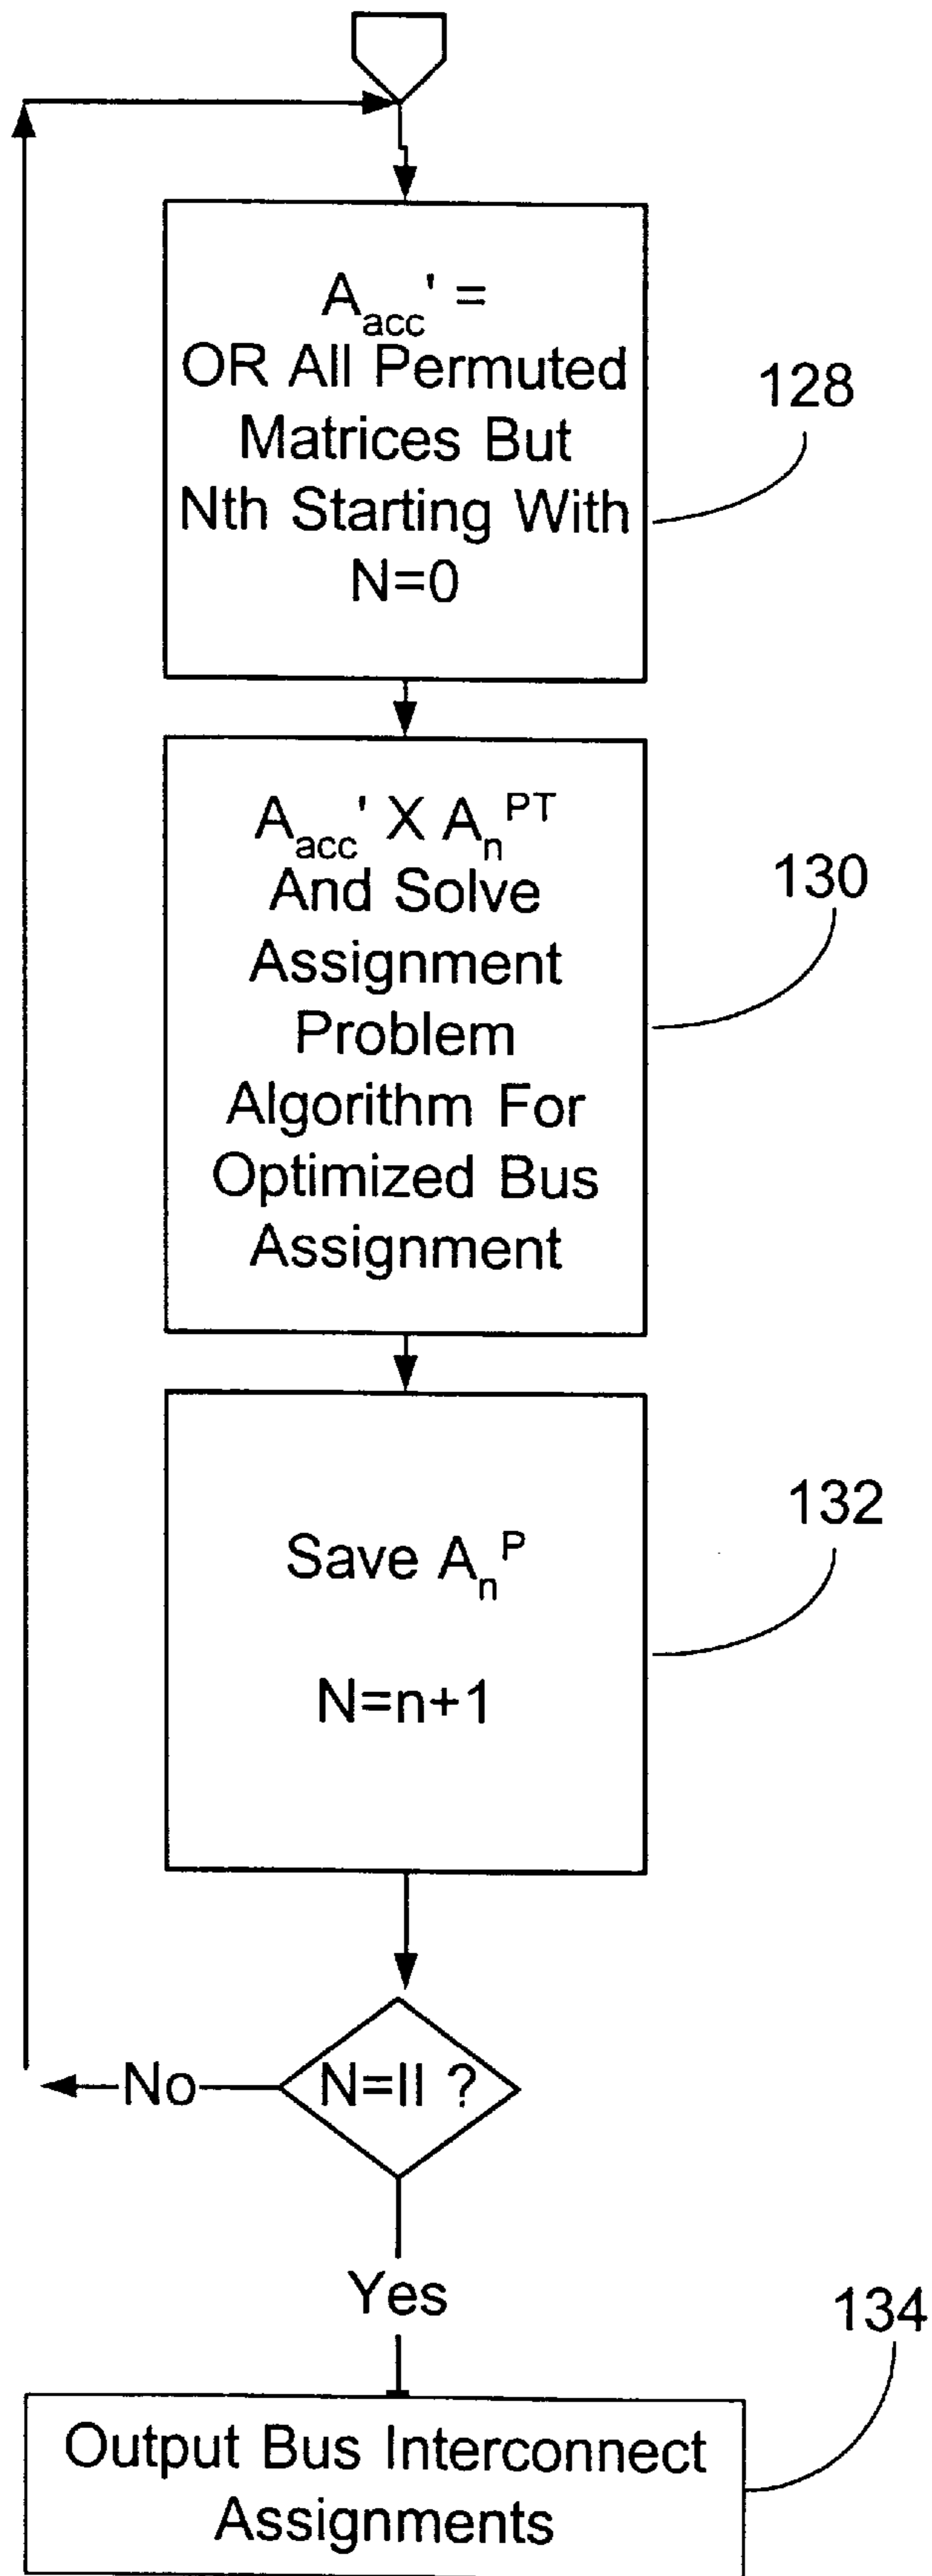 A_acc' =
OR All Permuted
Matrices But
Nth Starting With
N=0
128
A_acc' X A_n^PT
And Solve
Assignment
Problem
Algorithm For
Optimized Bus
Assignment
130
Save A_n^P
N=n+1
132
No
N=II ?
Yes
134
Output Bus Interconnect
Assignments